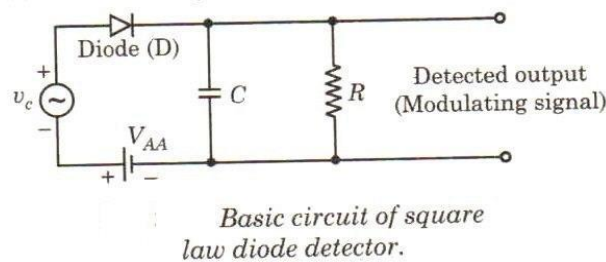 Diode (D)
+
v_c
−
C
R
Detected output
(Modulating signal)
V_AA
+
−
Basic circuit of square
law diode detector.